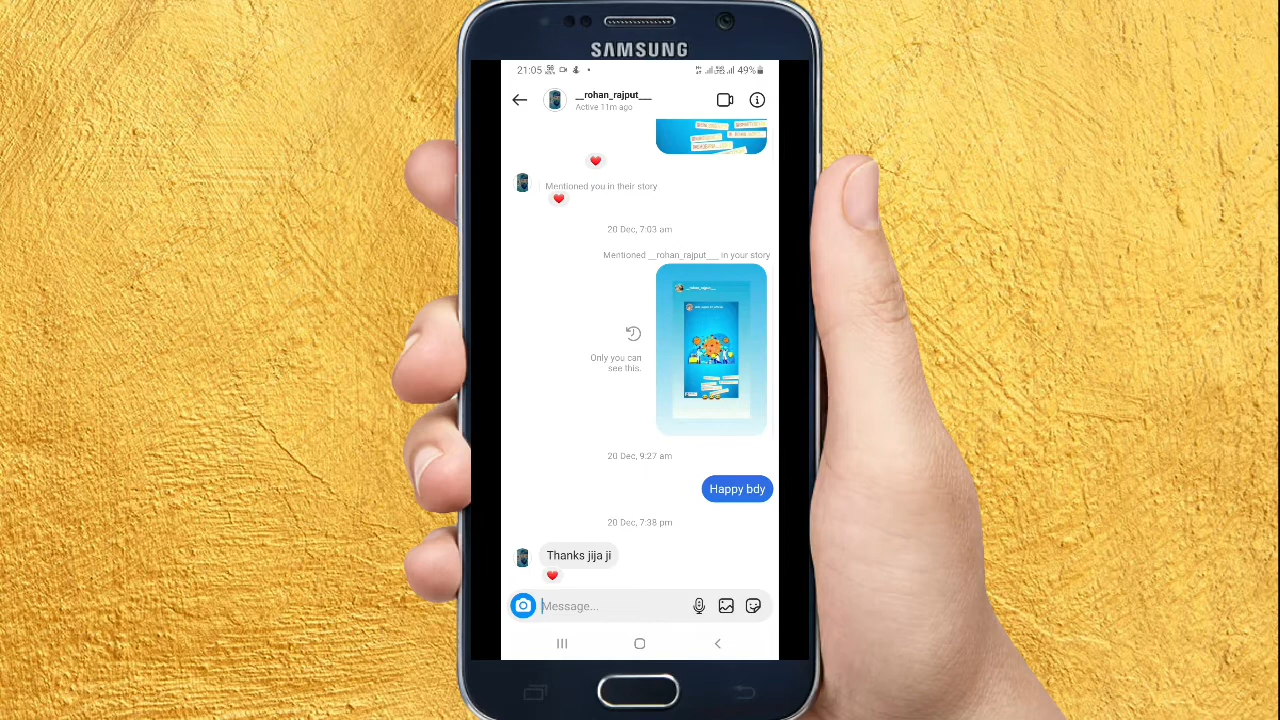 SAMSUNG
21:05
49%
__rohan_rajput___
Active 11m ago
Mentioned you in their story
20 Dec, 7:03 am
Mentioned __rohan_rajput___ in your story
Only you can
see this.
20 Dec, 9:27 am
Happy bdy
20 Dec, 7:38 pm
Thanks jija ji
Message...